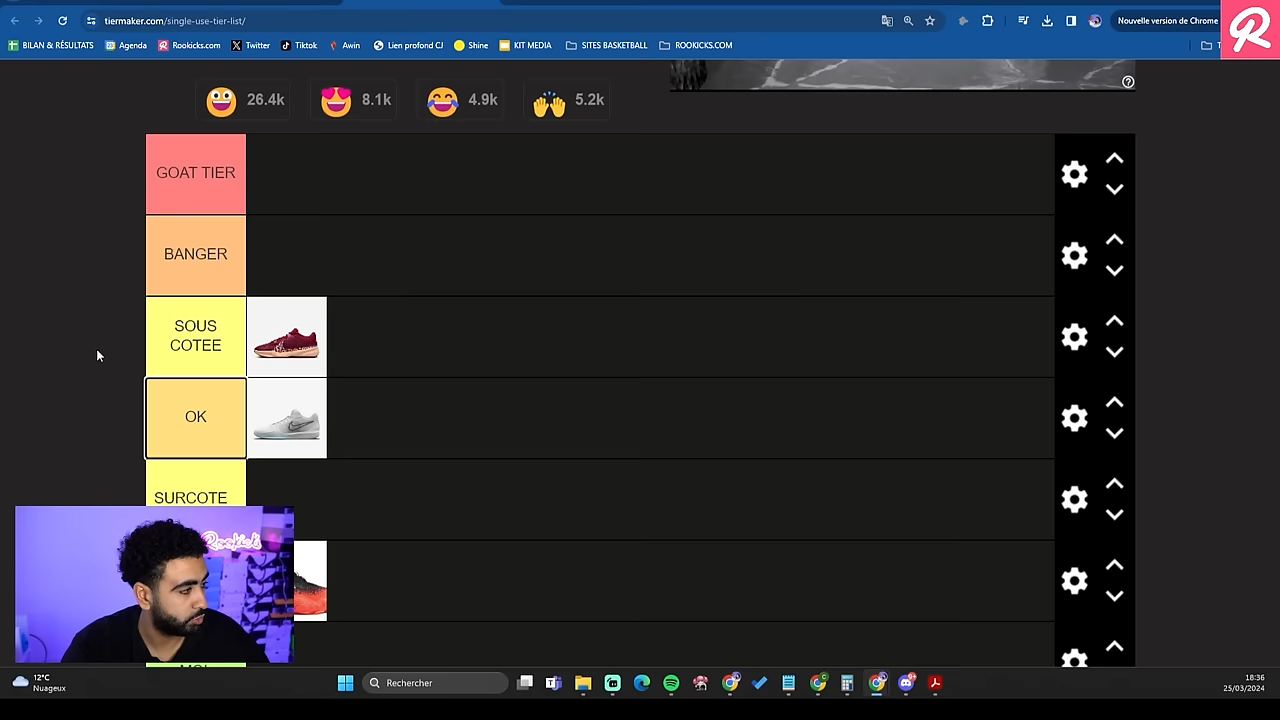 tiermaker.com/single-use-tier-list/
Nouvelle version de Chrome
R
BILAN & RÉSULTATS
Agenda
Rookicks.com
Twitter
Tiktok
Awin
Lien profond CJ
Shine
KIT MEDIA
SITES BASKETBALL
ROOKICKS.COM
26.4k
8.1k
4.9k
5.2k
GOAT TIER
BANGER
SOUS
COTEE
OK
SURCOTE
Rookicks
12°C
Nuageux
Rechercher
18:36
25/03/2024